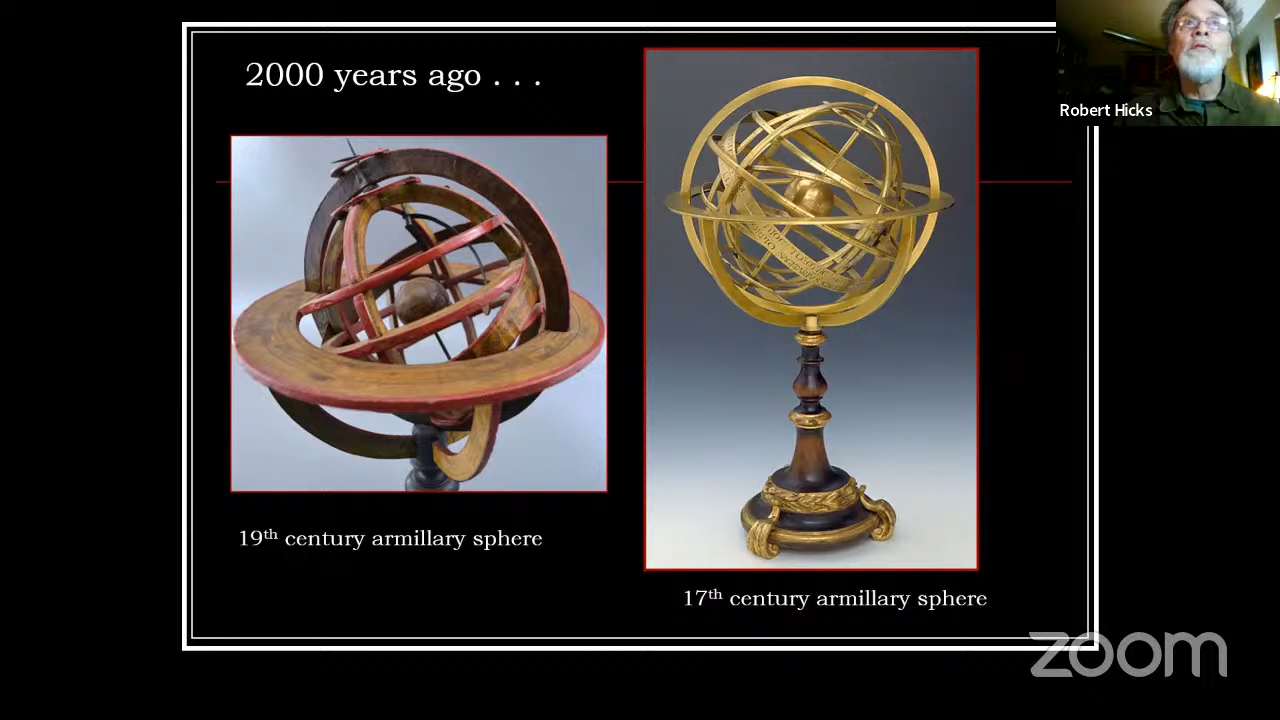 2000 years ago . . .
Robert Hicks
19th century armillary sphere
17th century armillary sphere
zoom